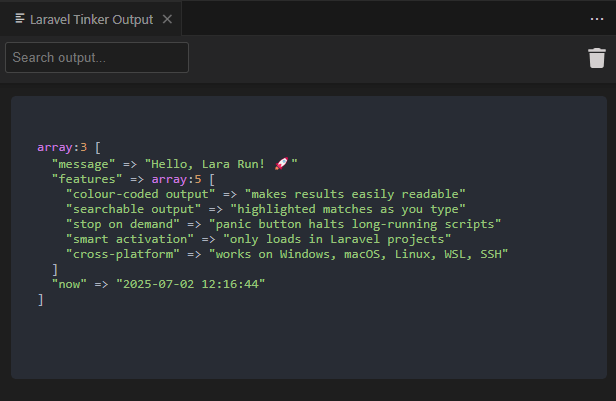 Laravel Tinker Output
Search output...
array:3 [
  "message" => "Hello, Lara Run! 🚀"
  "features" => array:5 [
    "colour-coded output" => "makes results easily readable"
    "searchable output" => "highlighted matches as you type"
    "stop on demand" => "panic button halts long-running scripts"
    "smart activation" => "only loads in Laravel projects"
    "cross-platform" => "works on Windows, macOS, Linux, WSL, SSH"
  ]
  "now" => "2025-07-02 12:16:44"
]